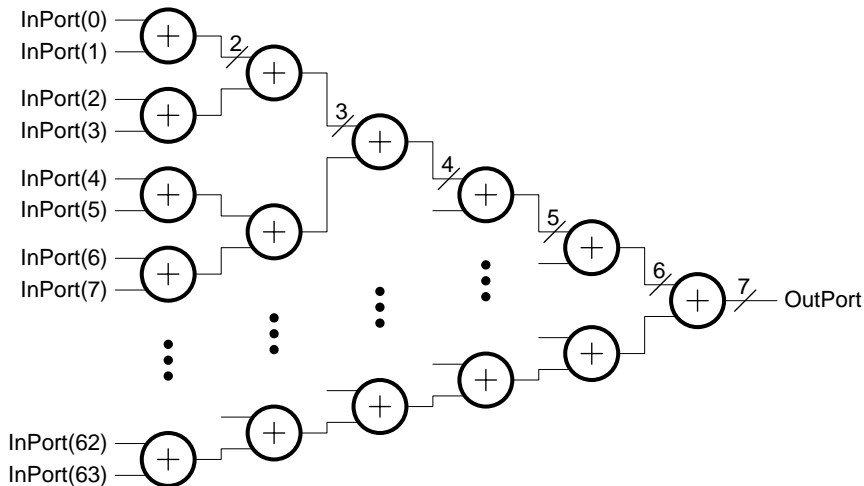 InPort(0)
InPort(1)
InPort(2)
InPort(3)
InPort(4)
InPort(5)
InPort(6)
InPort(7)
InPort(62)
InPort(63)
2
3
4
5
6
7
OutPort